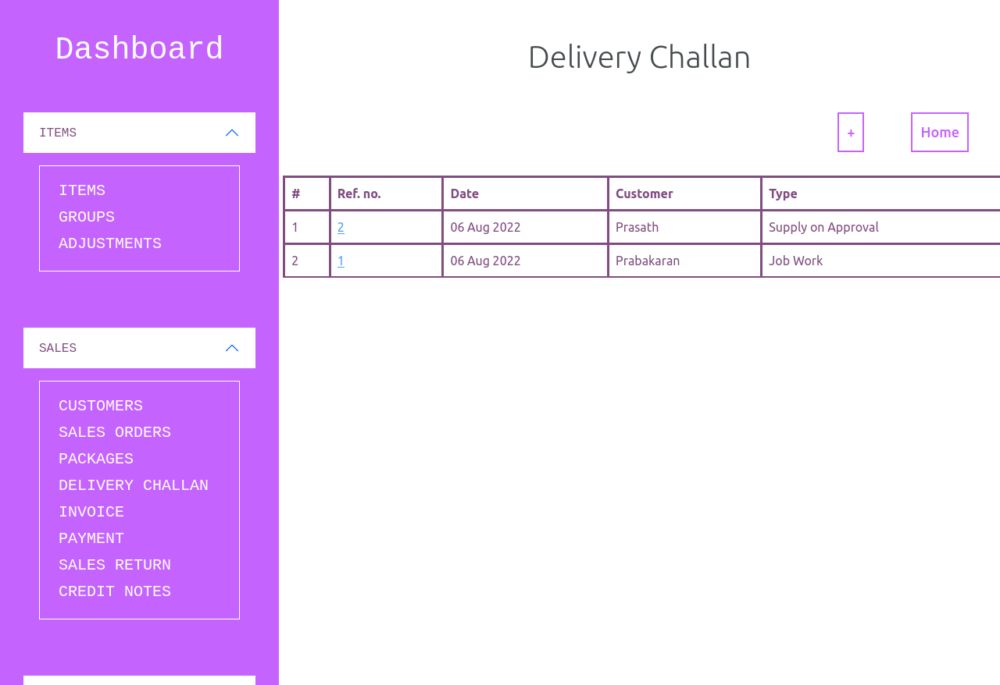 Dashboard
ITEMS
ITEMS
GROUPS
ADJUSTMENTS
SALES
CUSTOMERS
SALES ORDERS
PACKAGES
DELIVERY CHALLAN
INVOICE
PAYMENT
SALES RETURN
CREDIT NOTES
Delivery Challan
+ Home
# Ref. no. Date Customer Type
1 2 06 Aug 2022 Prasath Supply on Approval
2 1 06 Aug 2022 Prabakaran Job Work